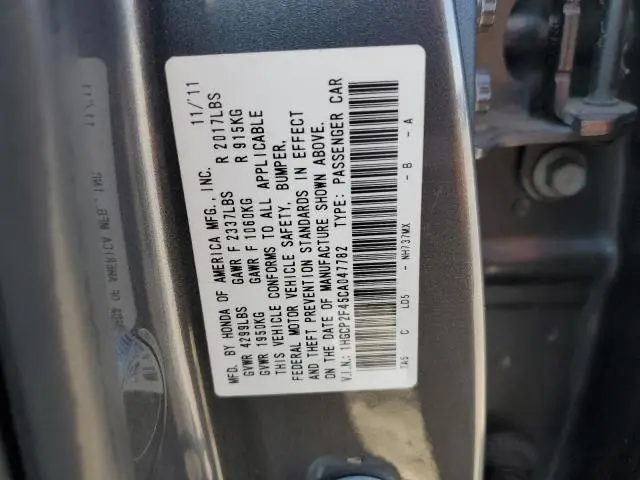 11/11
MFD. BY HONDA OF AMERICA MFG., INC.
GVWR 4299LBS GAWR F 2337LBS R 2017LBS
GVWR 1950KG GAWR F 1060KG R 915KG
THIS VEHICLE CONFORMS TO ALL APPLICABLE
FEDERAL MOTOR VEHICLE SAFETY, BUMPER,
AND THEFT PREVENTION STANDARDS IN EFFECT
ON THE DATE OF MANUFACTURE SHOWN ABOVE.
V.I.N.: 1HGCP2F45CA047782 TYPE: PASSENGER CAR
TA5 C LD5 - NH737MX - B - A